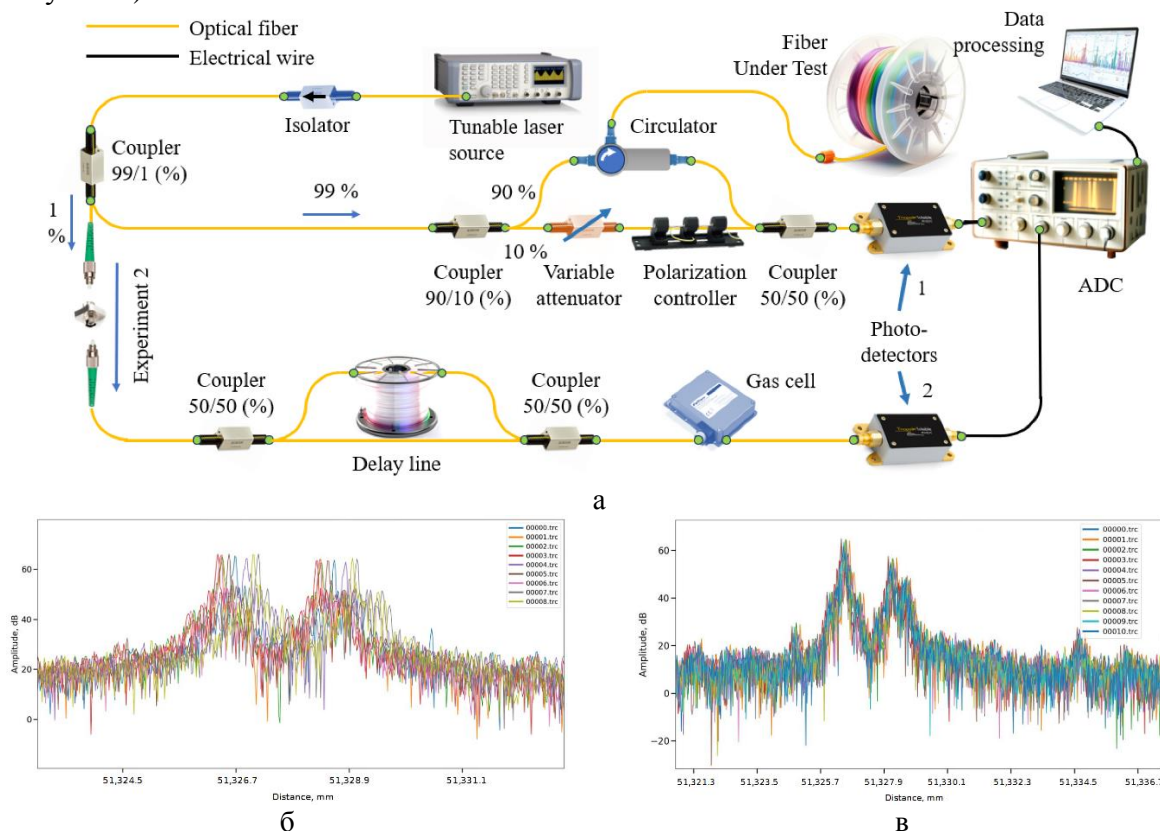 Optical fiber
Electrical wire
Isolator
Tunable laser
source
Circulator
Fiber
Under Test
Data
processing
Coupler
99/1 (%)
1
%
99 %
90 %
10 %
Coupler
90/10 (%)
Variable
attenuator
Polarization
controller
Coupler
50/50 (%)
ADC
Experiment 2
1
Photo-
detectors
2
Coupler
50/50 (%)
Delay line
Coupler
50/50 (%)
Gas cell
а
Amplitude, dB
60
40
20
0
51,324.5 51,326.7 51,328.9 51,331.1
Distance, mm
00000.trc
00001.trc
00002.trc
00003.trc
00004.trc
00005.trc
00006.trc
00007.trc
00008.trc
б
Amplitude, dB
60
40
20
0
−20
51,321.3 51,323.5 51,325.7 51,327.9 51,330.1 51,332.3 51,334.5 51,336.7
Distance, mm
00000.trc
00001.trc
00002.trc
00003.trc
00004.trc
00005.trc
00006.trc
00007.trc
00008.trc
00009.trc
00010.trc
в